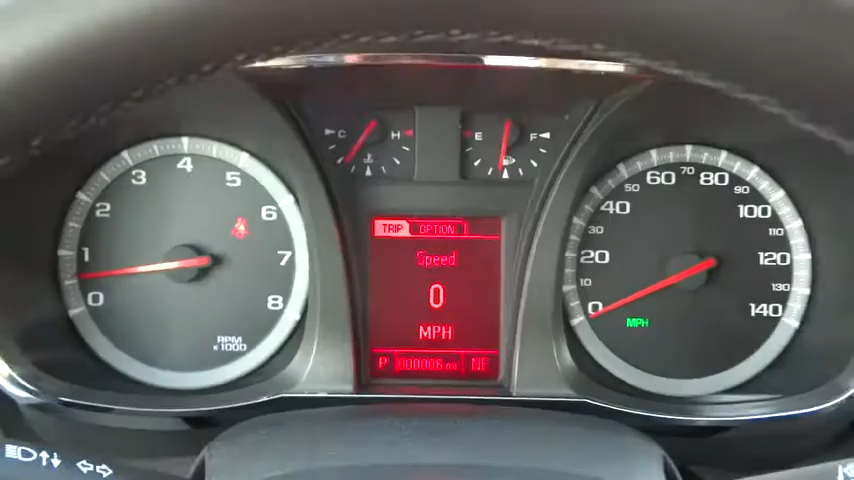 C H
E F
0 1 2 3 4 5 6 7 8
RPM
x1000
TRIP OPTION
Speed
0
MPH
P 000006 mi
0 10 20 30 40 50 60 70 80 90 100 110 120 130 140
MPH